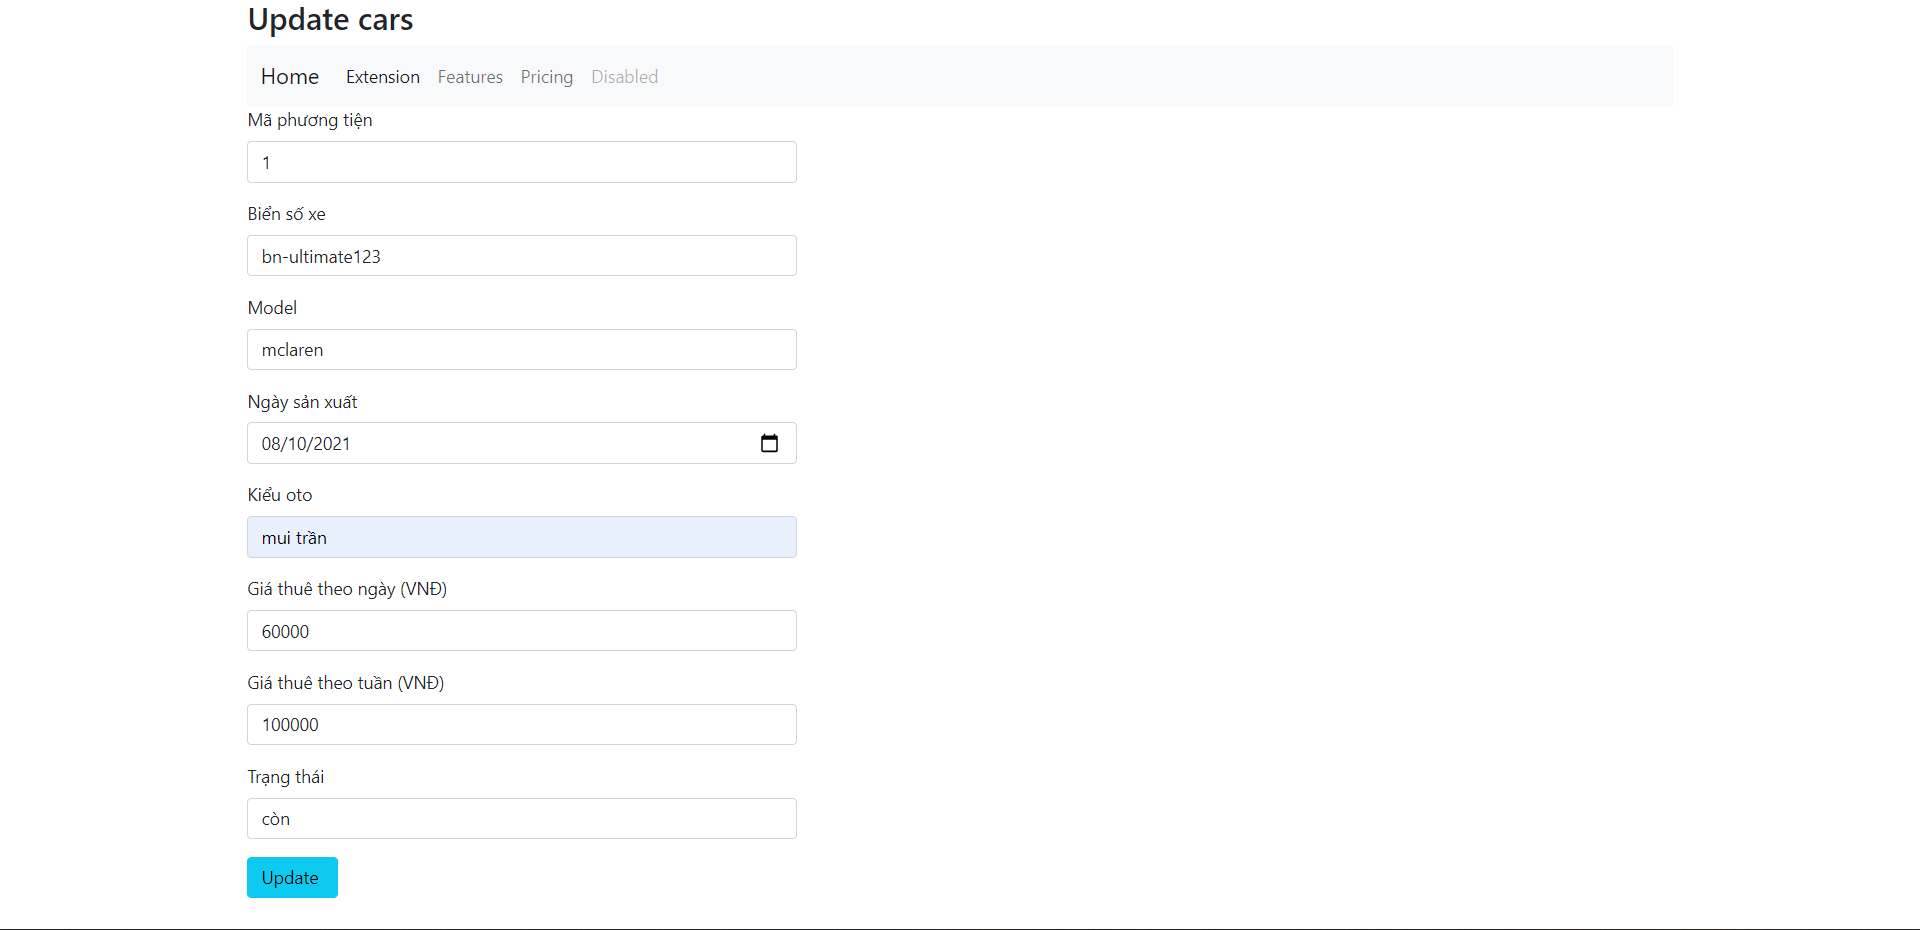 Update cars
Home Extension Features Pricing Disabled
Mã phương tiện
1
Biển số xe
bn-ultimate123
Model
mclaren
Ngày sản xuất
08/10/2021
Kiểu oto
mui trần
Giá thuê theo ngày (VNĐ)
60000
Giá thuê theo tuần (VNĐ)
100000
Trạng thái
còn
Update